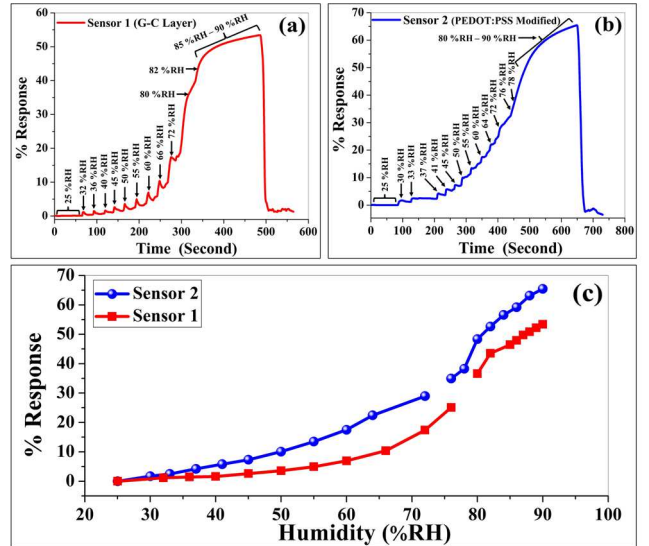 Sensor 1 (G-C Layer)
(a)
85 %RH – 90 %RH
82 %RH
80 %RH
25 %RH
32 %RH
36 %RH
40 %RH
45 %RH
50 %RH
55 %RH
60 %RH
66 %RH
72 %RH
% Response
60
50
40
30
20
10
0
0 100 200 300 400 500 600
Time (Second)
Sensor 2 (PEDOT:PSS Modified)
(b)
80 %RH – 90 %RH
25 %RH
30 %RH
33 %RH
37 %RH
41 %RH
45 %RH
50 %RH
55 %RH
60 %RH
64 %RH
72 %RH
76 %RH
78 %RH
% Response
70
60
50
40
30
20
10
0
0 100 200 300 400 500 600 700 800
Time (Second)
Sensor 2
Sensor 1
(c)
% Response
70
60
50
40
30
20
10
0
20 30 40 50 60 70 80 90 100
Humidity (%RH)